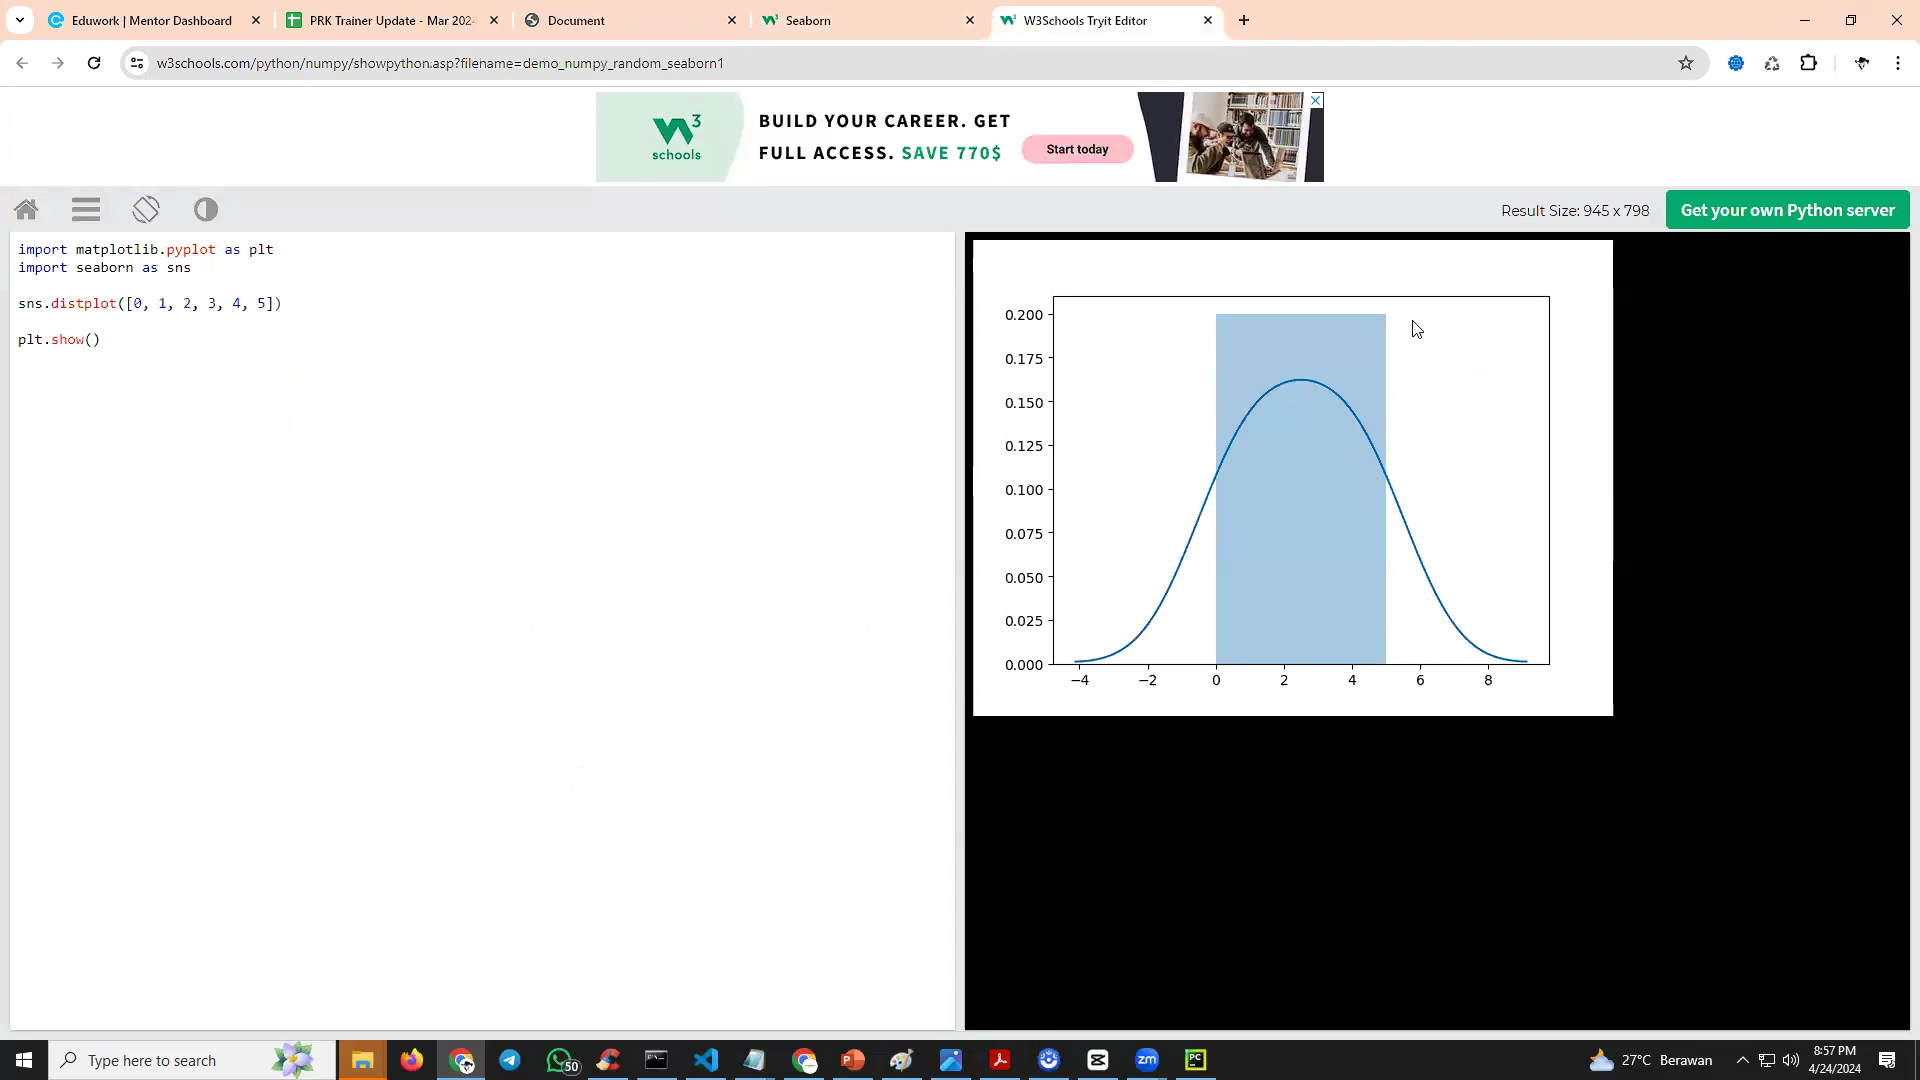 Eduwork | Mentor Dashboard
PRK Trainer Update - Mar 202
Document
Seaborn
W3Schools Tryit Editor
w3schools.com/python/numpy/showpython.asp?filename=demo_numpy_random_seaborn1
W3
schools
BUILD YOUR CAREER. GET
FULL ACCESS. SAVE 770$
Start today
Result Size: 945 x 798
Get your own Python server
import matplotlib.pyplot as plt
import seaborn as sns
sns.distplot([0, 1, 2, 3, 4, 5])
plt.show()
0.200
0.175
0.150
0.125
0.100
0.075
0.050
0.025
0.000
−4 −2 0 2 4 6 8
Type here to search
50
zm
PC
27°C Berawan
8:57 PM
4/24/2024